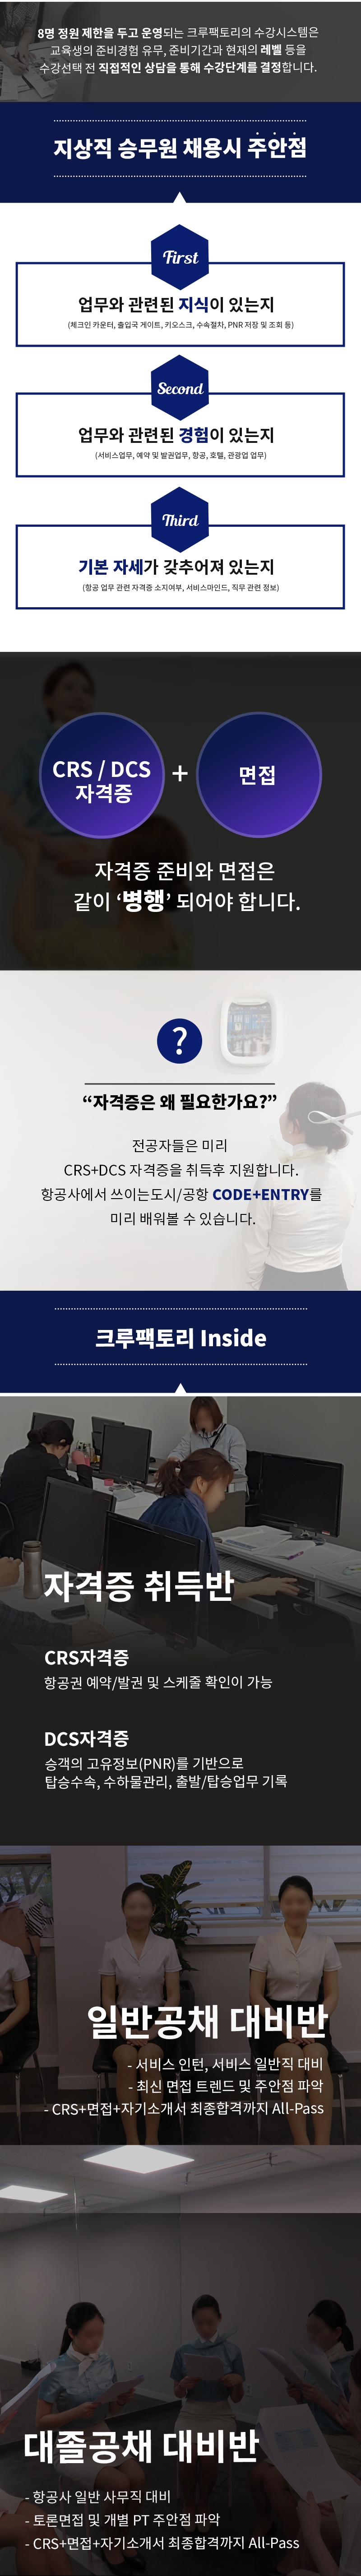 8명 정원 제한을 두고 운영되는 크루팩토리의 수강시스템은
교육생의 준비경험 유무, 준비기간과 현재의 레벨 등을
수강선택 전 직접적인 상담을 통해 수강단계를 결정합니다.
지상직 승무원 채용시 주안점
First
업무와 관련된 지식이 있는지
(체크인 카운터, 출입국 게이트, 키오스크, 수속절차, PNR 저장 및 조회 등)
Second
업무와 관련된 경험이 있는지
(서비스업무, 예약 및 발권업무, 항공, 호텔, 관광업 업무)
Third
기본 자세가 갖추어져 있는지
(항공 업무 관련 자격증 소지여부, 서비스마인드, 직무 관련 정보)
CRS / DCS
자격증
+
면접
자격증 준비와 면접은
같이 ‘병행’ 되어야 합니다.
?
“자격증은 왜 필요한가요?”
전공자들은 미리
CRS+DCS 자격증을 취득후 지원합니다.
항공사에서 쓰이는도시/공항 CODE+ENTRY를
미리 배워볼 수 있습니다.
크루팩토리 Inside
자격증 취득반
CRS자격증
항공권 예약/발권 및 스케줄 확인이 가능
DCS자격증
승객의 고유정보(PNR)를 기반으로
탑승수속, 수하물관리, 출발/탑승업무 기록
일반공채 대비반
- 서비스 인턴, 서비스 일반직 대비
- 최신 면접 트렌드 및 주안점 파악
- CRS+면접+자기소개서 최종합격까지 All-Pass
대졸공채 대비반
- 항공사 일반 사무직 대비
- 토론면접 및 개별 PT 주안점 파악
- CRS+면접+자기소개서 최종합격까지 All-Pass